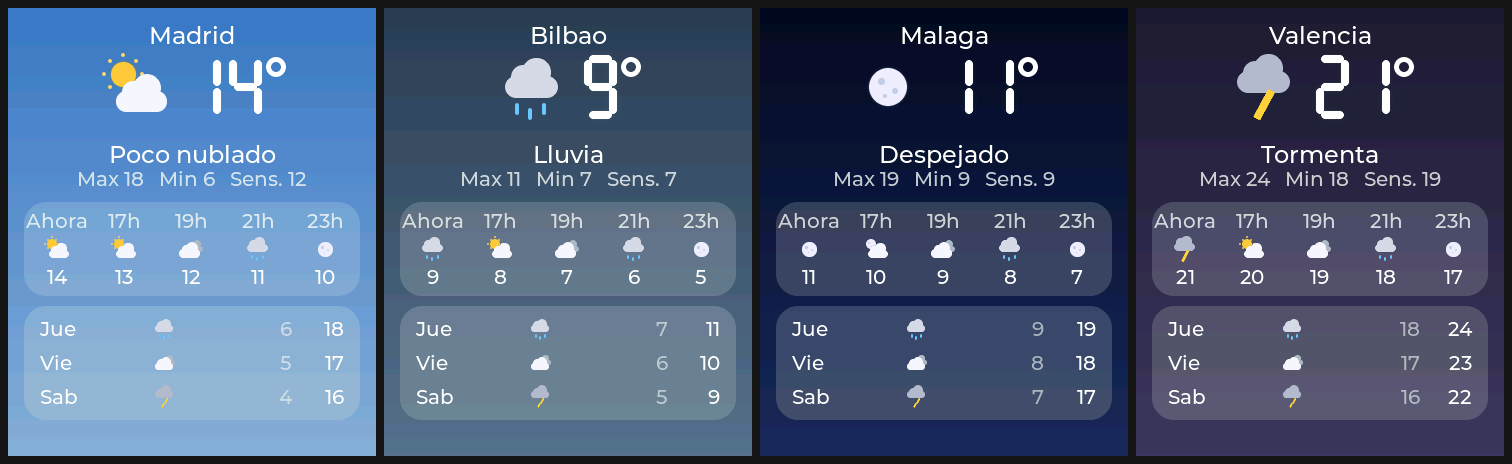 Madrid
14°
Poco nublado
Max 18 Min 6 Sens. 12
Ahora 17h 19h 21h 23h
14 13 12 11 10
Jue 6 18
Vie 5 17
Sab 4 16
Bilbao
9°
Lluvia
Max 11 Min 7 Sens. 7
Ahora 17h 19h 21h 23h
9 8 7 6 5
Jue 7 11
Vie 6 10
Sab 5 9
Malaga
11°
Despejado
Max 19 Min 9 Sens. 9
Ahora 17h 19h 21h 23h
11 10 9 8 7
Jue 9 19
Vie 8 18
Sab 7 17
Valencia
21°
Tormenta
Max 24 Min 18 Sens. 19
Ahora 17h 19h 21h 23h
21 20 19 18 17
Jue 18 24
Vie 17 23
Sab 16 22